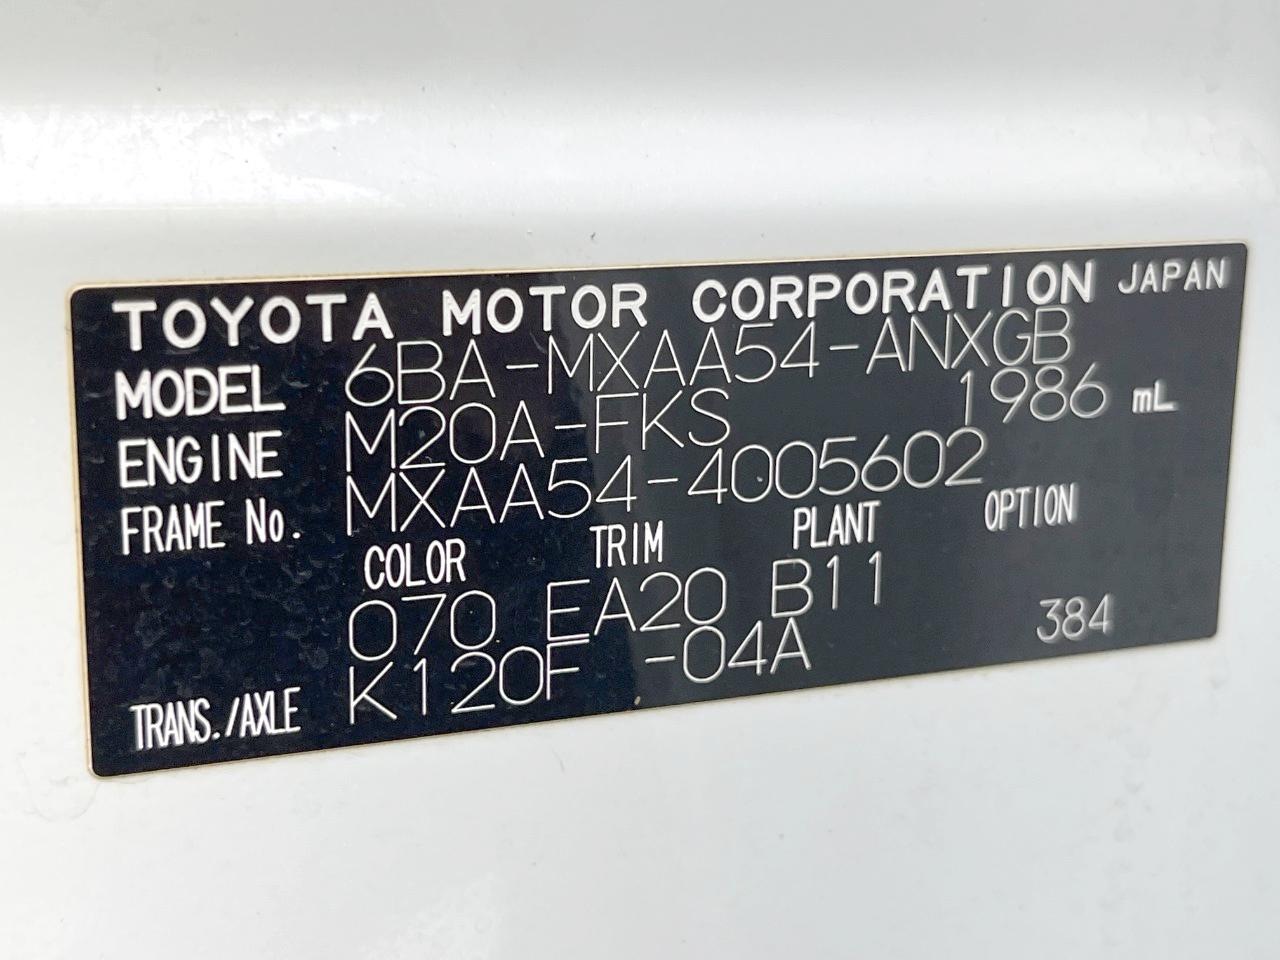 TOYOTA MOTOR CORPORATION JAPAN
MODEL 6BA-MXAA54-ANXGB
ENGINE M20A-FKS 1986 mL
FRAME No. MXAA54-4005602
COLOR TRIM PLANT OPTION
070 EA20 B11
TRANS./AXLE K120F -04A 384